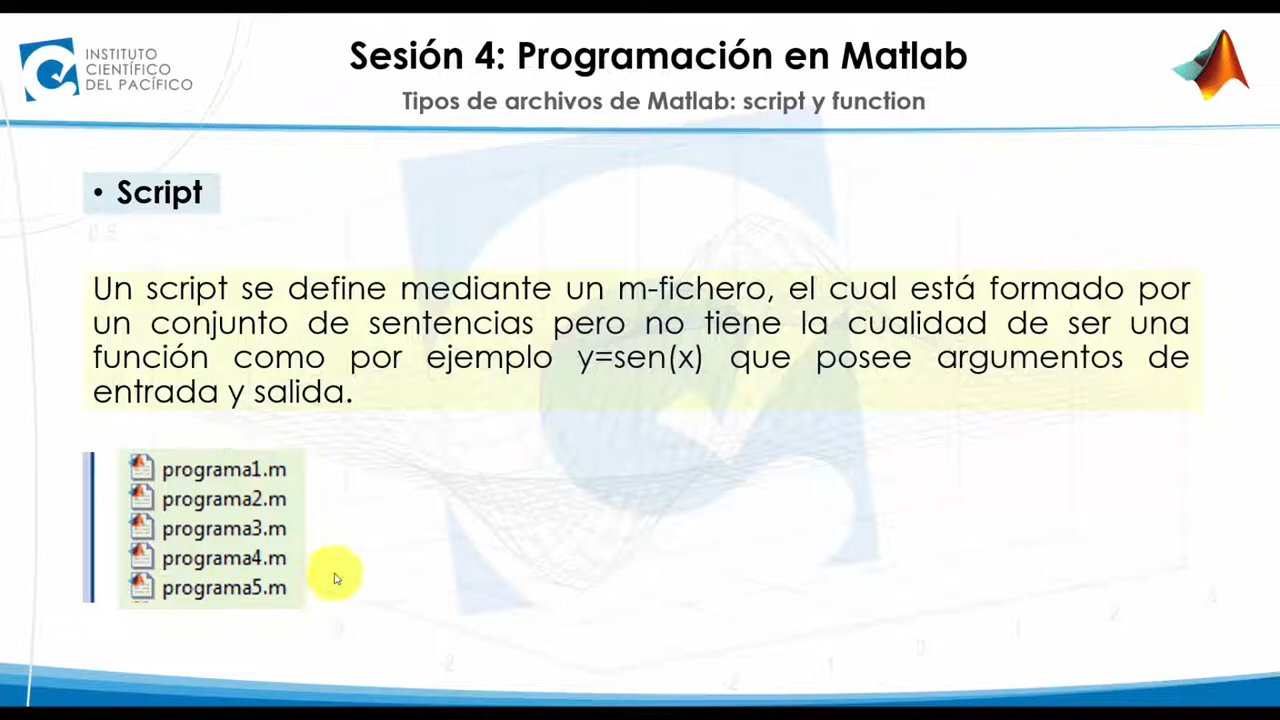 INSTITUTO
CIENTÍFICO
DEL PACÍFICO
Sesión 4: Programación en Matlab
Tipos de archivos de Matlab: script y function
• Script
Un script se define mediante un m-fichero, el cual está formado por
un conjunto de sentencias pero no tiene la cualidad de ser una
función como por ejemplo y=sen(x) que posee argumentos de
entrada y salida.
programa1.m
programa2.m
programa3.m
programa4.m
programa5.m